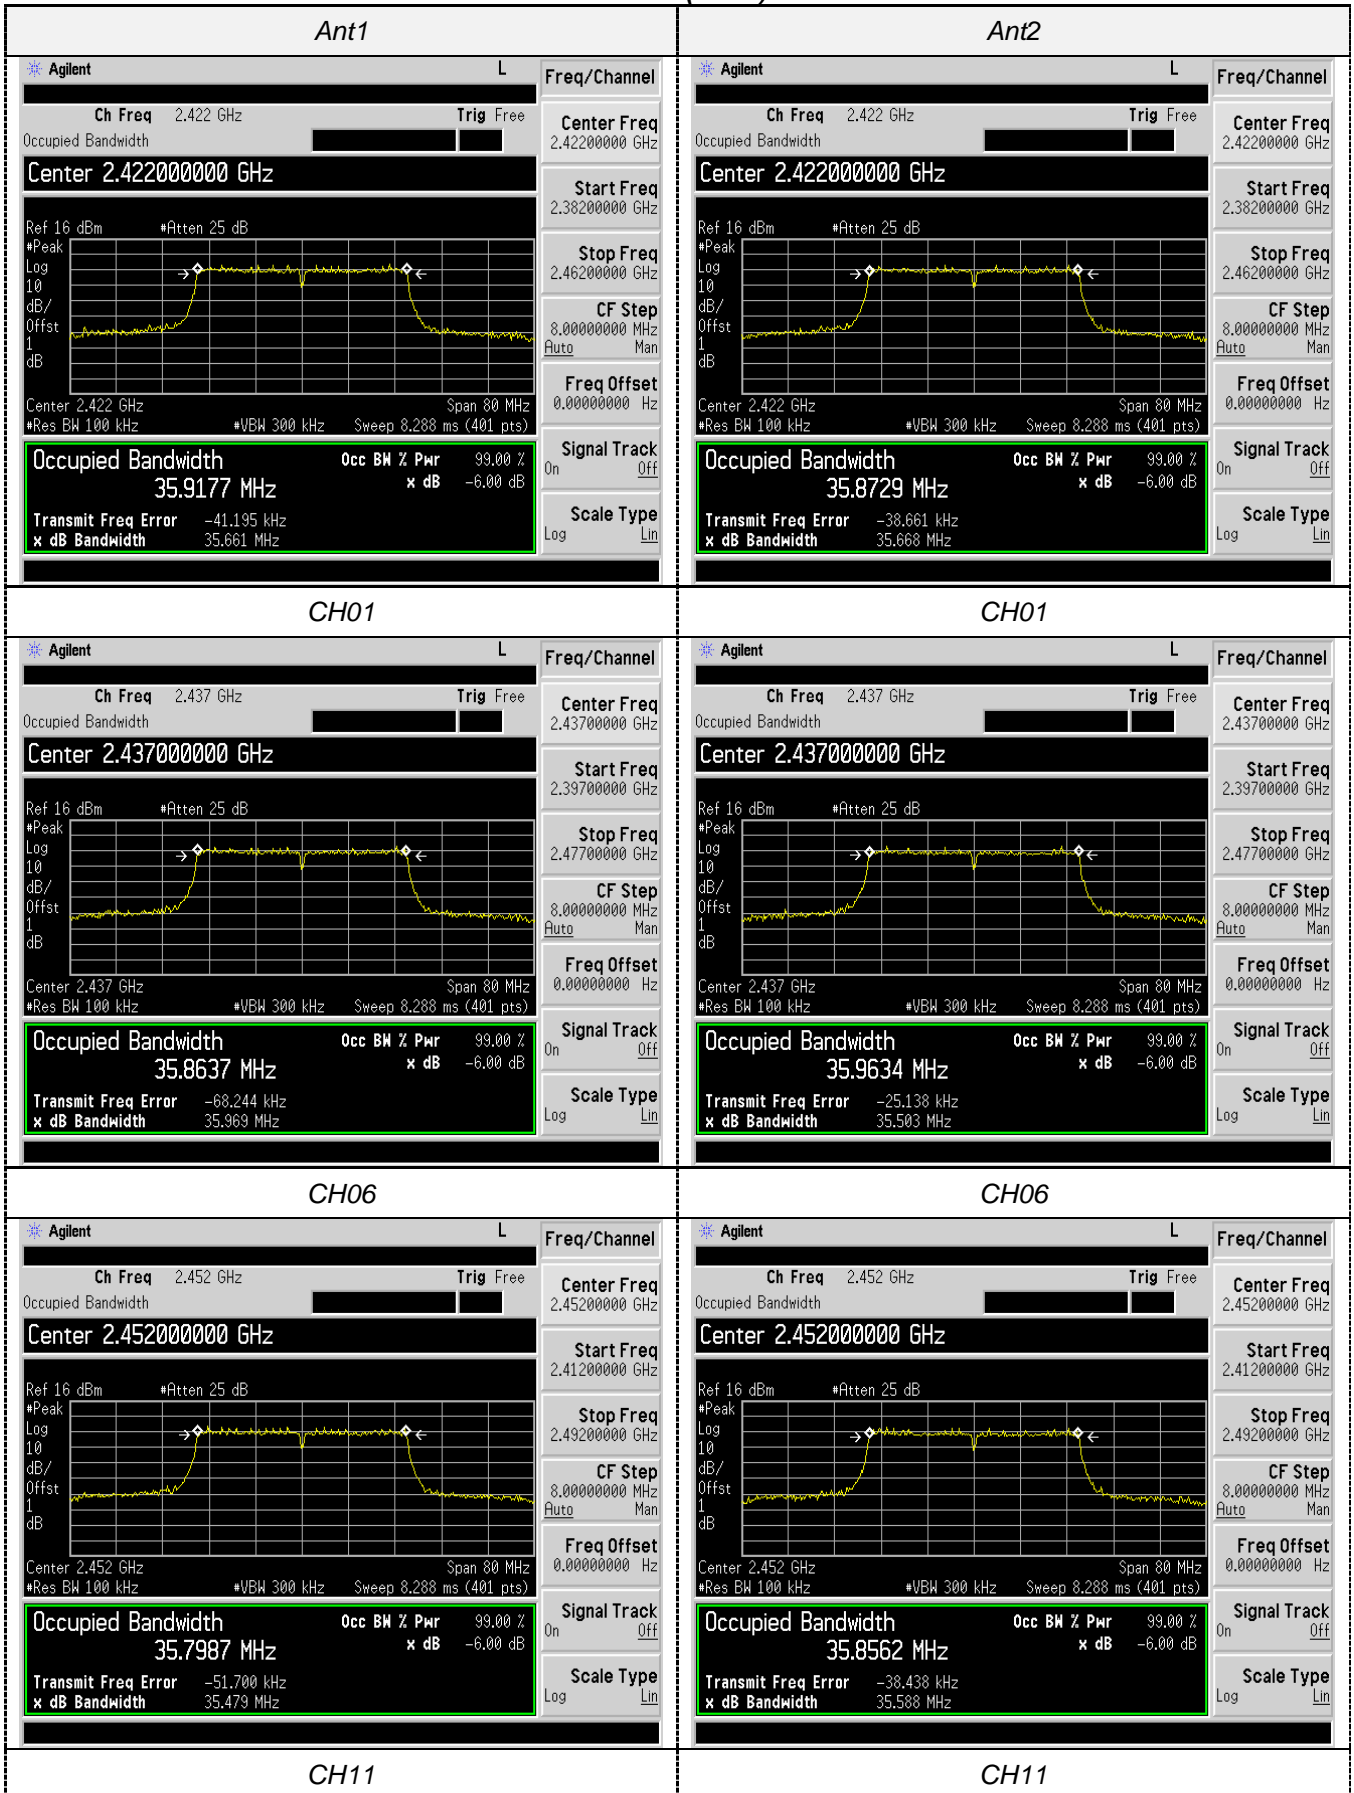 Ant1
Ant2
Agilent L Freq/Channel
Ch Freq 2.422 GHz Trig Free
Occupied Bandwidth
Center 2.422000000 GHz
Ref 16 dBm #Atten 25 dB
#Peak
Log
10
dB/
Offst
1
dB
Center 2.422 GHz Span 80 MHz
#Res BW 100 kHz #VBW 300 kHz Sweep 8.288 ms (401 pts)
Occupied Bandwidth Occ BW % Pwr 99.00 %
35.9177 MHz x dB -6.00 dB
Transmit Freq Error -41.195 kHz
x dB Bandwidth 35.661 MHz
Center Freq
2.42200000 GHz
Start Freq
2.38200000 GHz
Stop Freq
2.46200000 GHz
CF Step
8.00000000 MHz
Auto Man
Freq Offset
0.00000000 Hz
Signal Track
On Off
Scale Type
Log Lin
Agilent L Freq/Channel
Ch Freq 2.422 GHz Trig Free
Occupied Bandwidth
Center 2.422000000 GHz
Ref 16 dBm #Atten 25 dB
#Peak
Log
10
dB/
Offst
1
dB
Center 2.422 GHz Span 80 MHz
#Res BW 100 kHz #VBW 300 kHz Sweep 8.288 ms (401 pts)
Occupied Bandwidth Occ BW % Pwr 99.00 %
35.8729 MHz x dB -6.00 dB
Transmit Freq Error -38.661 kHz
x dB Bandwidth 35.668 MHz
Center Freq
2.42200000 GHz
Start Freq
2.38200000 GHz
Stop Freq
2.46200000 GHz
CF Step
8.00000000 MHz
Auto Man
Freq Offset
0.00000000 Hz
Signal Track
On Off
Scale Type
Log Lin
CH01
CH01
Agilent L Freq/Channel
Ch Freq 2.437 GHz Trig Free
Occupied Bandwidth
Center 2.437000000 GHz
Ref 16 dBm #Atten 25 dB
#Peak
Log
10
dB/
Offst
1
dB
Center 2.437 GHz Span 80 MHz
#Res BW 100 kHz #VBW 300 kHz Sweep 8.288 ms (401 pts)
Occupied Bandwidth Occ BW % Pwr 99.00 %
35.8637 MHz x dB -6.00 dB
Transmit Freq Error -68.244 kHz
x dB Bandwidth 35.969 MHz
Center Freq
2.43700000 GHz
Start Freq
2.39700000 GHz
Stop Freq
2.47700000 GHz
CF Step
8.00000000 MHz
Auto Man
Freq Offset
0.00000000 Hz
Signal Track
On Off
Scale Type
Log Lin
Agilent L Freq/Channel
Ch Freq 2.437 GHz Trig Free
Occupied Bandwidth
Center 2.437000000 GHz
Ref 16 dBm #Atten 25 dB
#Peak
Log
10
dB/
Offst
1
dB
Center 2.437 GHz Span 80 MHz
#Res BW 100 kHz #VBW 300 kHz Sweep 8.288 ms (401 pts)
Occupied Bandwidth Occ BW % Pwr 99.00 %
35.9634 MHz x dB -6.00 dB
Transmit Freq Error -25.138 kHz
x dB Bandwidth 35.503 MHz
Center Freq
2.43700000 GHz
Start Freq
2.39700000 GHz
Stop Freq
2.47700000 GHz
CF Step
8.00000000 MHz
Auto Man
Freq Offset
0.00000000 Hz
Signal Track
On Off
Scale Type
Log Lin
CH06
CH06
Agilent L Freq/Channel
Ch Freq 2.452 GHz Trig Free
Occupied Bandwidth
Center 2.452000000 GHz
Ref 16 dBm #Atten 25 dB
#Peak
Log
10
dB/
Offst
1
dB
Center 2.452 GHz Span 80 MHz
#Res BW 100 kHz #VBW 300 kHz Sweep 8.288 ms (401 pts)
Occupied Bandwidth Occ BW % Pwr 99.00 %
35.7987 MHz x dB -6.00 dB
Transmit Freq Error -51.700 kHz
x dB Bandwidth 35.479 MHz
Center Freq
2.45200000 GHz
Start Freq
2.41200000 GHz
Stop Freq
2.49200000 GHz
CF Step
8.00000000 MHz
Auto Man
Freq Offset
0.00000000 Hz
Signal Track
On Off
Scale Type
Log Lin
Agilent L Freq/Channel
Ch Freq 2.452 GHz Trig Free
Occupied Bandwidth
Center 2.452000000 GHz
Ref 16 dBm #Atten 25 dB
#Peak
Log
10
dB/
Offst
1
dB
Center 2.452 GHz Span 80 MHz
#Res BW 100 kHz #VBW 300 kHz Sweep 8.288 ms (401 pts)
Occupied Bandwidth Occ BW % Pwr 99.00 %
35.8562 MHz x dB -6.00 dB
Transmit Freq Error -38.438 kHz
x dB Bandwidth 35.588 MHz
Center Freq
2.45200000 GHz
Start Freq
2.41200000 GHz
Stop Freq
2.49200000 GHz
CF Step
8.00000000 MHz
Auto Man
Freq Offset
0.00000000 Hz
Signal Track
On Off
Scale Type
Log Lin
CH11
CH11